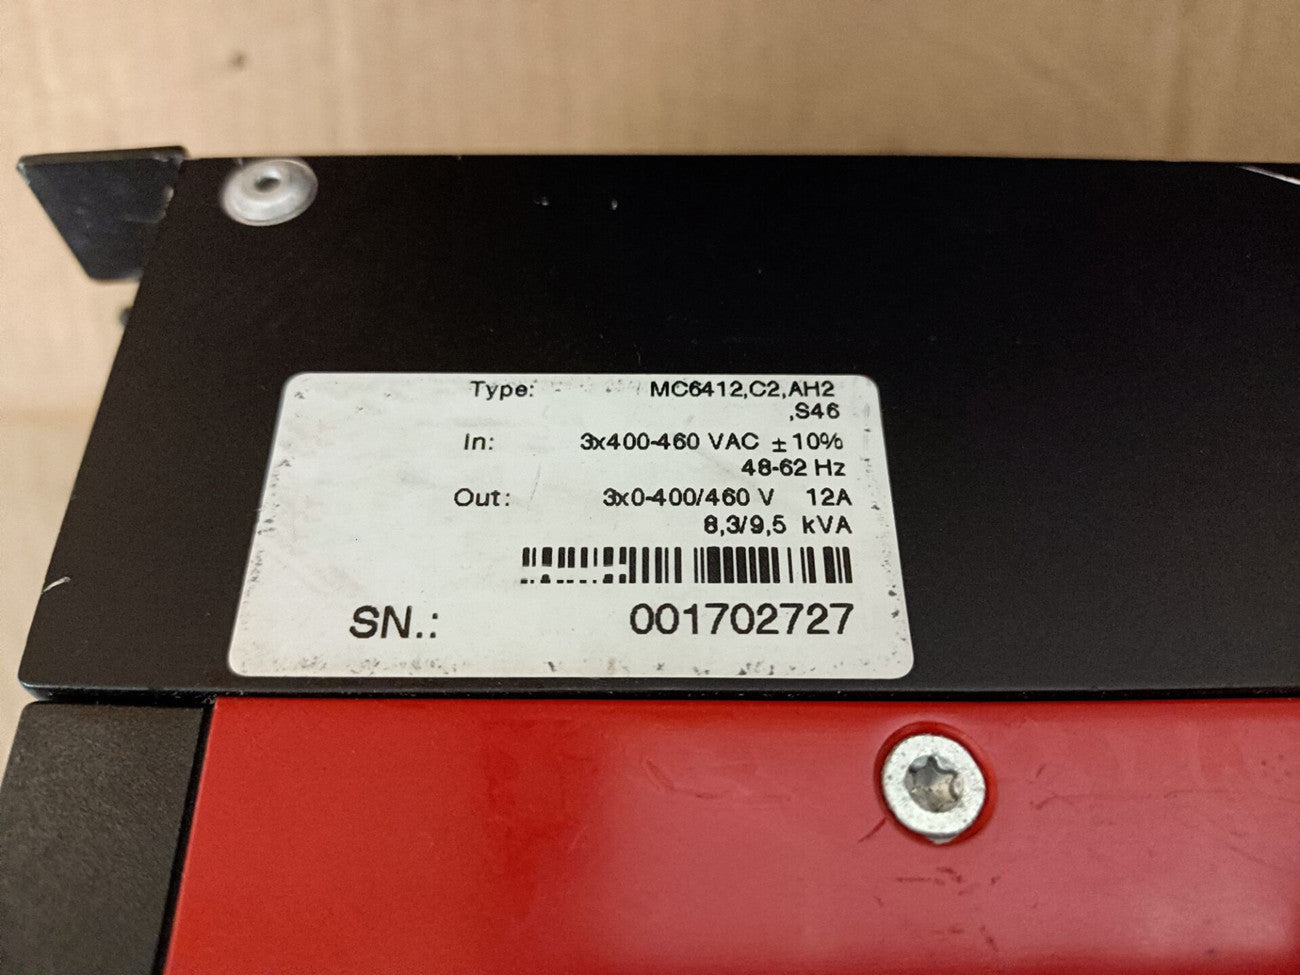 Type: MC6412,C2,AH2
,S46
In: 3x400-460 VAC ±10%
48-62 Hz
Out: 3x0-400/460 V 12A
8,3/9,5 kVA
SN.: 001702727